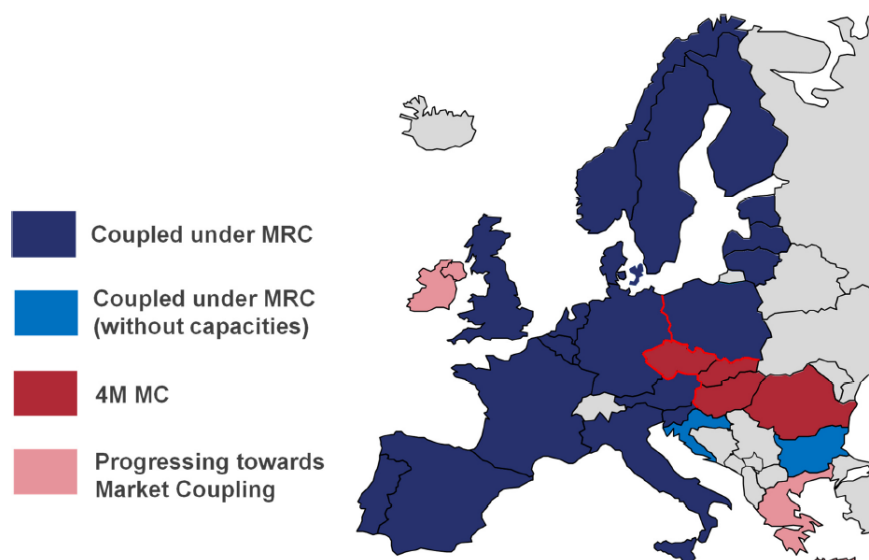 Coupled under MRC
Coupled under MRC
(without capacities)
4M MC
Progressing towards
Market Coupling